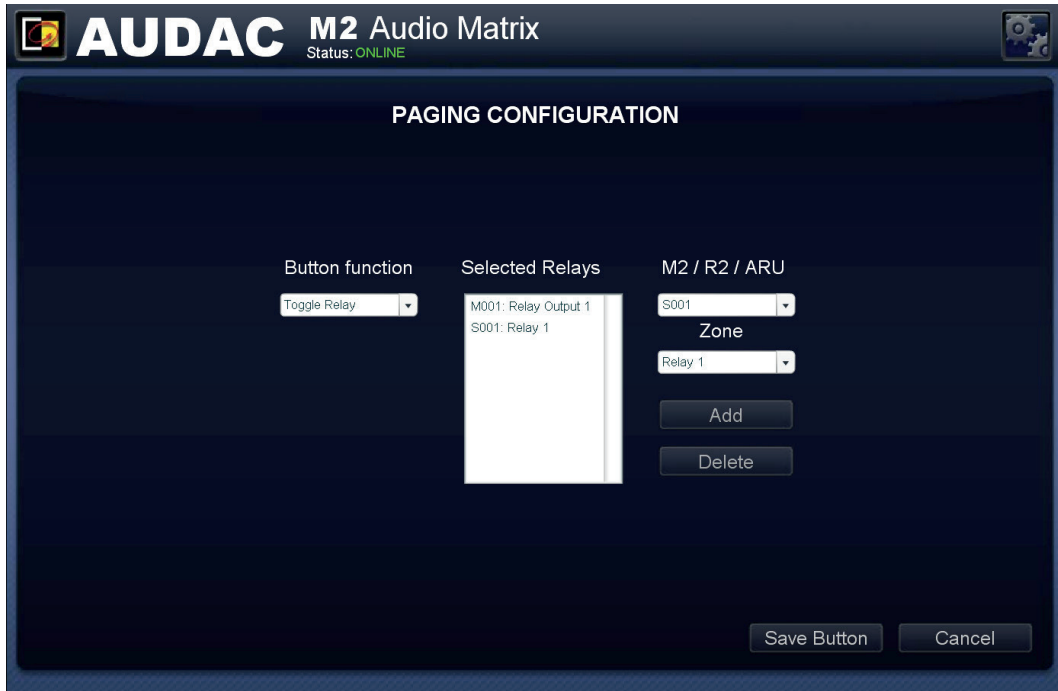 AUDAC M2 Audio Matrix
Status: ONLINE
PAGING CONFIGURATION
Button function
Toggle Relay
Selected Relays
M001: Relay Output 1
S001: Relay 1
M2 / R2 / ARU
S001
Zone
Relay 1
Add
Delete
Save Button
Cancel